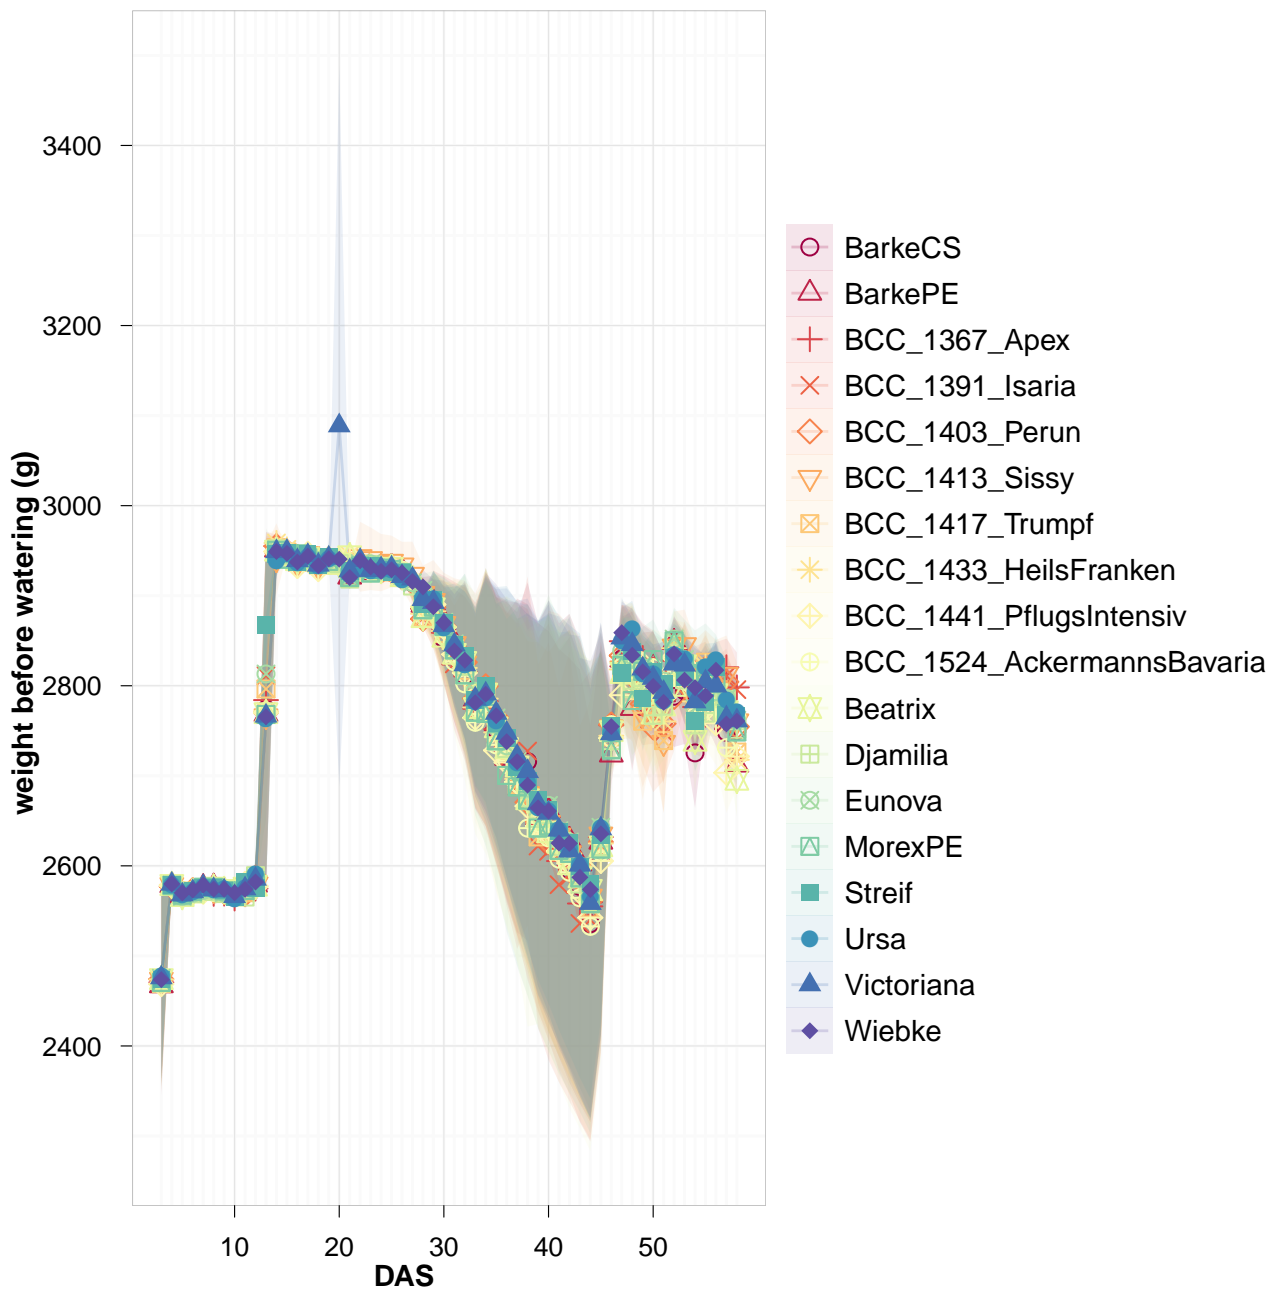 3400
3200
3000
2800
2600
2400
weight before watering (g)
10 20 30 40 50
DAS
BarkeCS
BarkePE
BCC_1367_Apex
BCC_1391_Isaria
BCC_1403_Perun
BCC_1413_Sissy
BCC_1417_Trumpf
BCC_1433_HeilsFranken
BCC_1441_PflugsIntensiv
BCC_1524_AckermannsBavaria
Beatrix
Djamilia
Eunova
MorexPE
Streif
Ursa
Victoriana
Wiebke